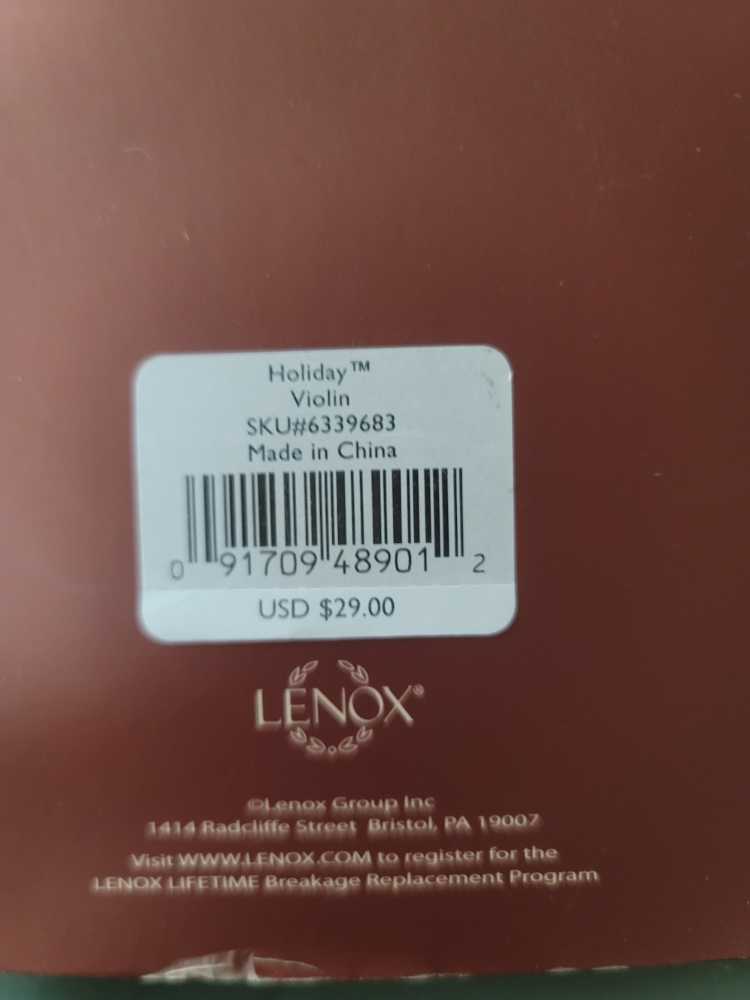 Holiday™
Violin
SKU#6339683
Made in China
0 91709 48901 2
USD $29.00
LENOX®
©Lenox Group Inc
1414 Radcliffe Street Bristol, PA 19007
Visit WWW.LENOX.COM to register for the
LENOX LIFETIME Breakage Replacement Program